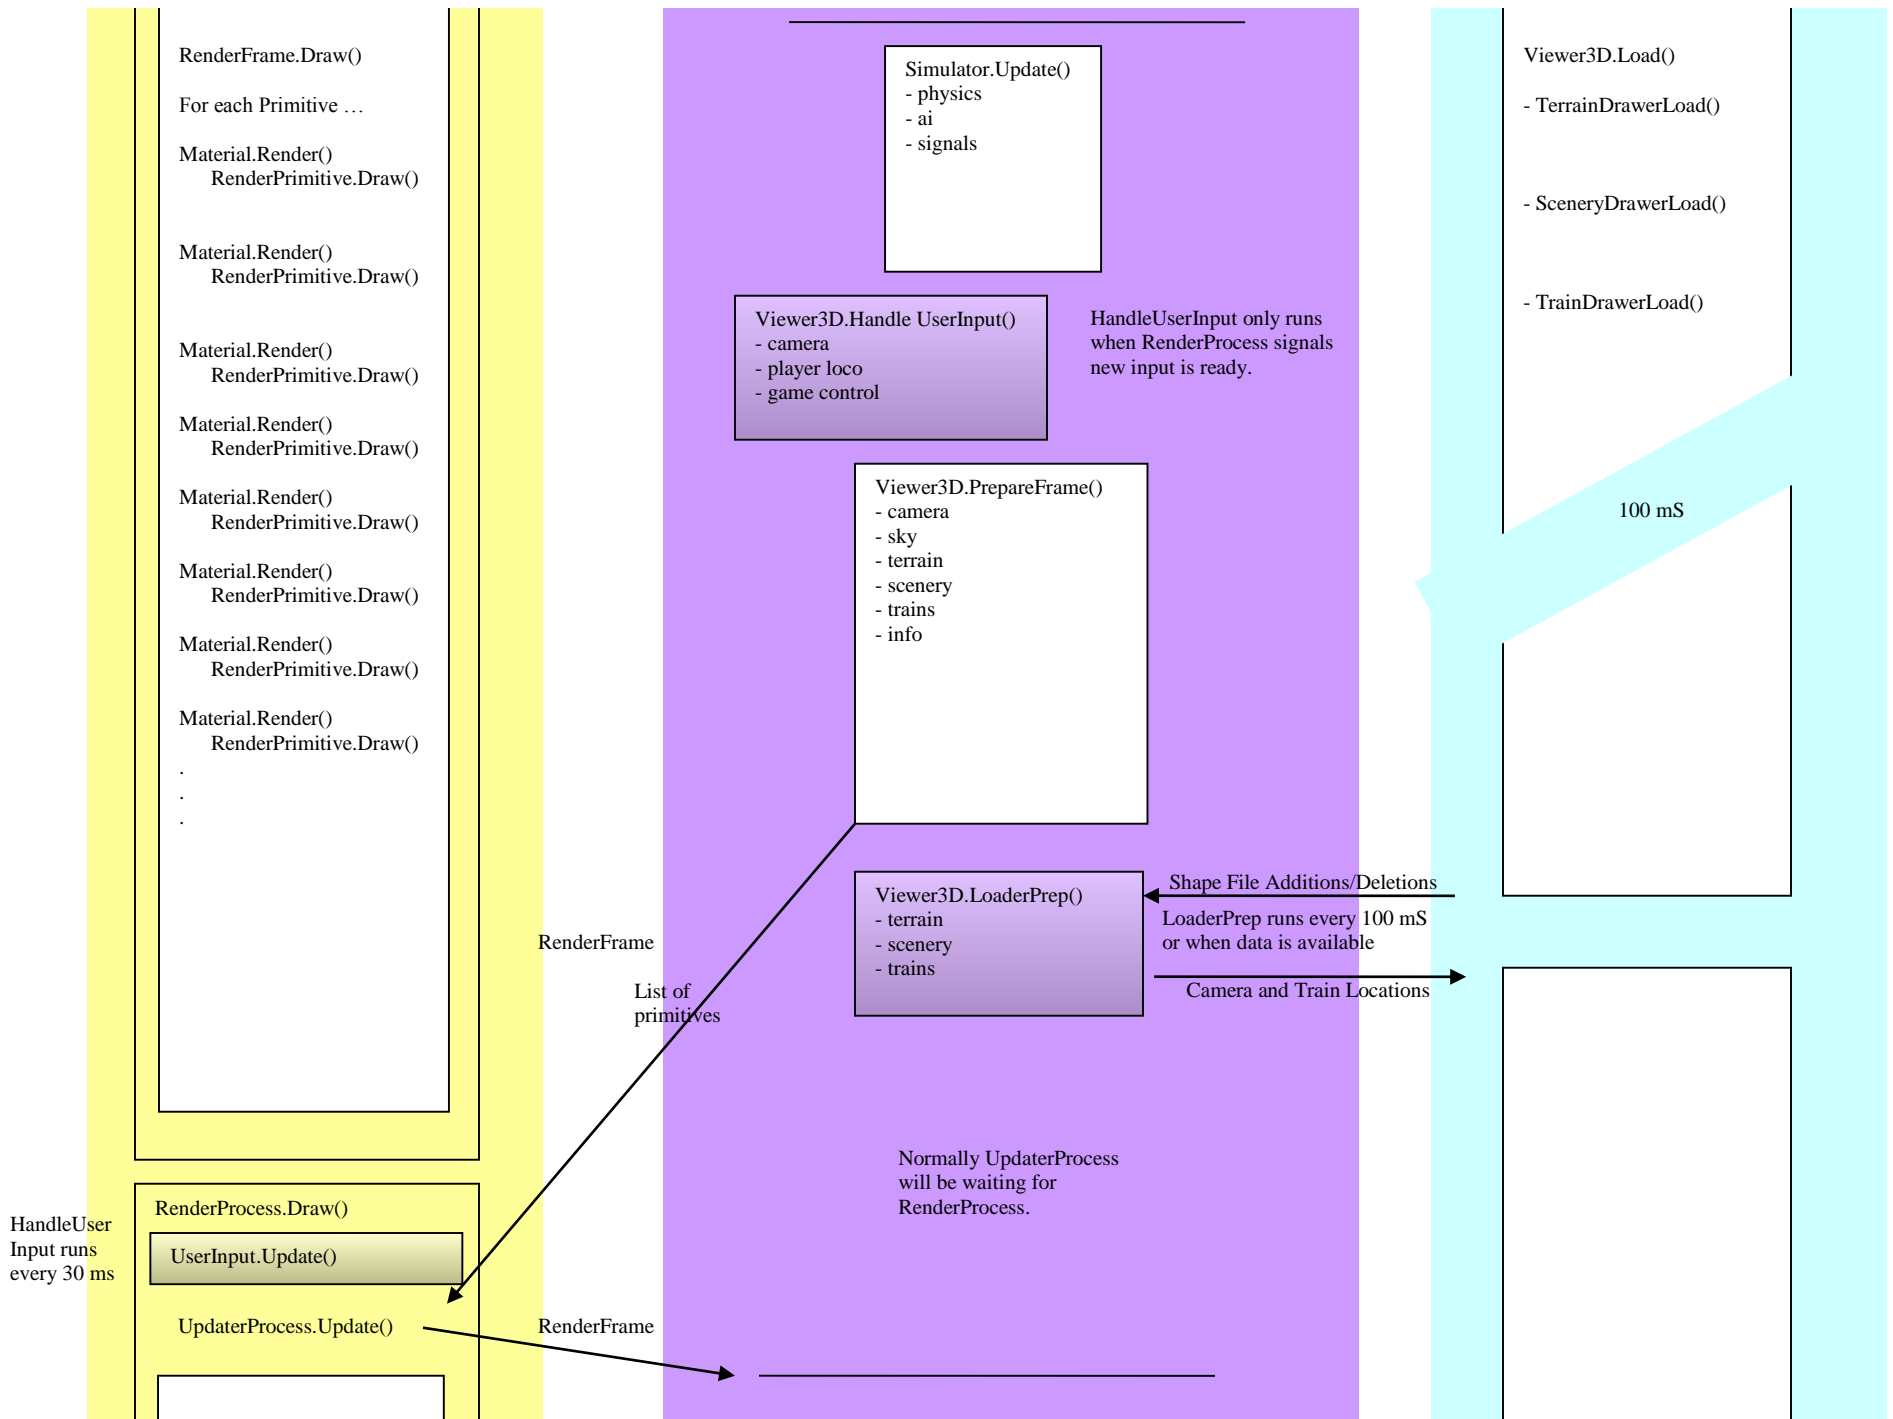 RenderFrame.Draw()
For each Primitive …
Material.Render()
RenderPrimitive.Draw()
Material.Render()
RenderPrimitive.Draw()
Material.Render()
RenderPrimitive.Draw()
Material.Render()
RenderPrimitive.Draw()
Material.Render()
RenderPrimitive.Draw()
Material.Render()
RenderPrimitive.Draw()
Material.Render()
RenderPrimitive.Draw()
Material.Render()
RenderPrimitive.Draw()
.
.
.
HandleUser
Input runs
every 30 ms
RenderProcess.Draw()
UserInput.Update()
UpdaterProcess.Update()
RenderFrame
List of
primitives
RenderFrame
Simulator.Update()
- physics
- ai
- signals
Viewer3D.Handle UserInput()
- camera
- player loco
- game control
HandleUserInput only runs
when RenderProcess signals
new input is ready.
Viewer3D.PrepareFrame()
- camera
- sky
- terrain
- scenery
- trains
- info
Viewer3D.LoaderPrep()
- terrain
- scenery
- trains
Shape File Additions/Deletions
LoaderPrep runs every 100 mS
or when data is available
Camera and Train Locations
Normally UpdaterProcess
will be waiting for
RenderProcess.
Viewer3D.Load()
- TerrainDrawerLoad()
- SceneryDrawerLoad()
- TrainDrawerLoad()
100 mS